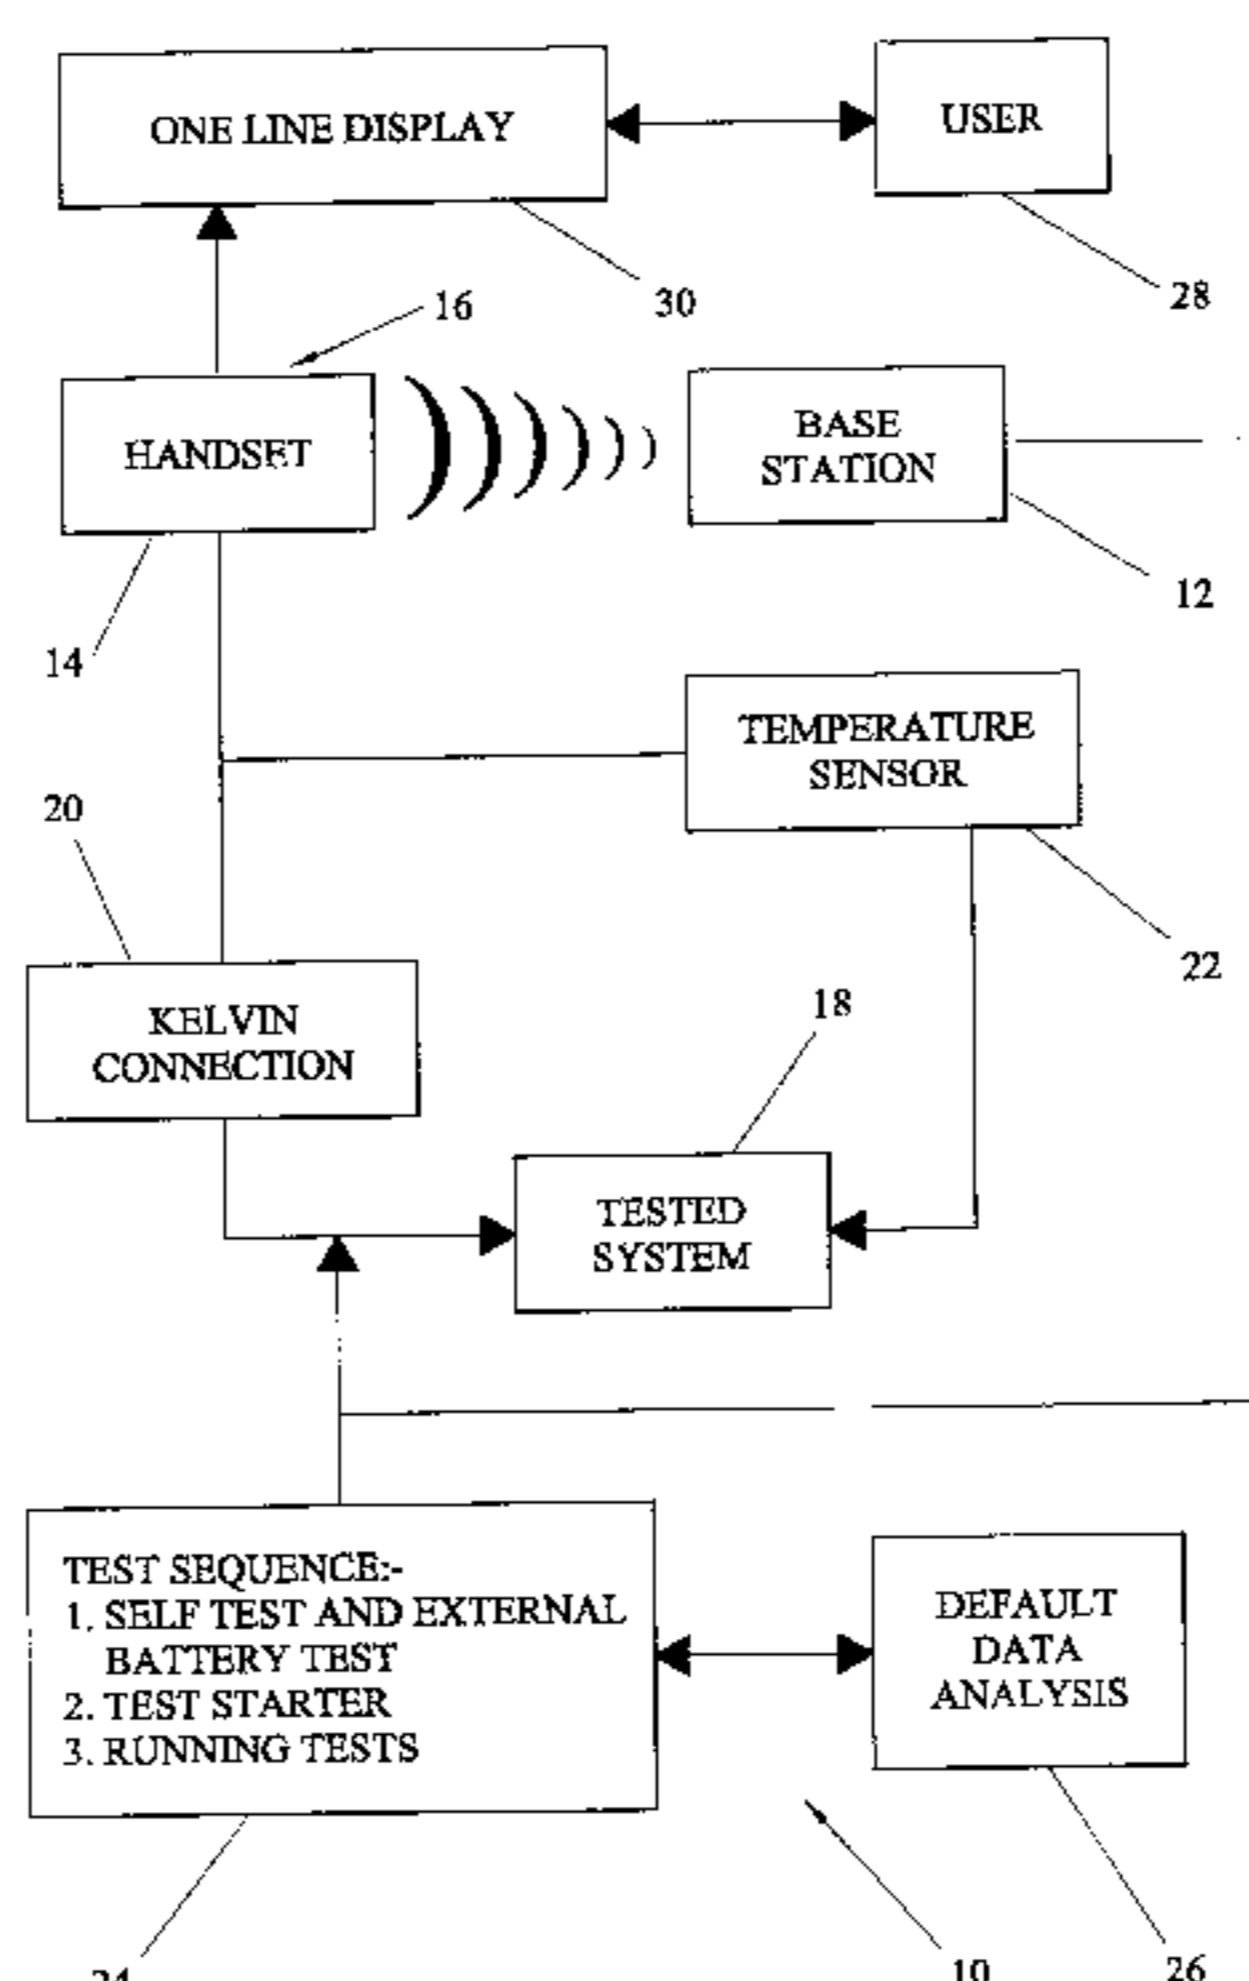 ONE LINE DISPLAY
USER
30
28
16
HANDSET
BASE
STATION
12
14
TEMPERATURE
SENSOR
20
22
KELVIN
CONNECTION
18
TESTED
SYSTEM
TEST SEQUENCE:-
1. SELF TEST AND EXTERNAL
BATTERY TEST
2. TEST STARTER
3. RUNNING TESTS
DEFAULT
DATA
ANALYSIS
24
10
26